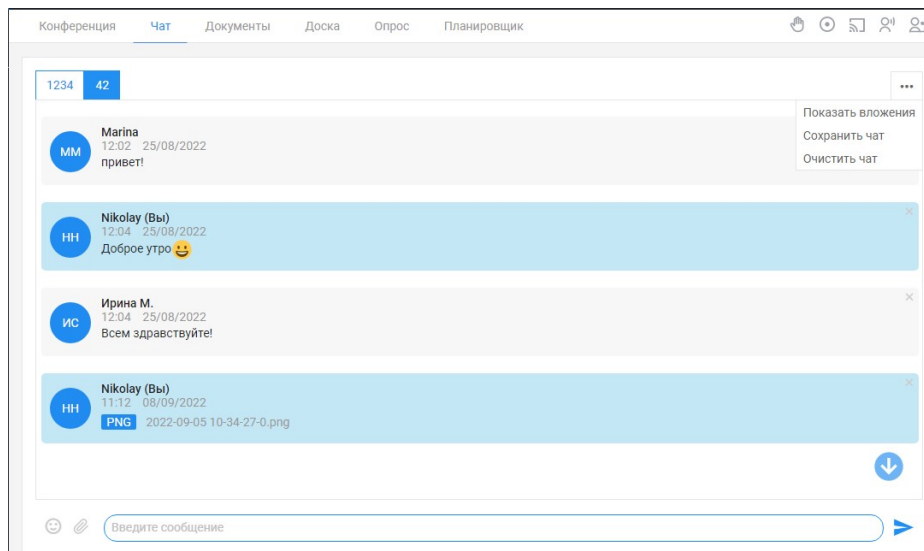 Конференция Чат Документы Доска Опрос Планировщик
1234 42
Показать вложения
Сохранить чат
Очистить чат
MM
Marina
12:02 25/08/2022
привет!
НН
Nikolay (Вы)
12:04 25/08/2022
Доброе утро
ИС
Ирина М.
12:04 25/08/2022
Всем здравствуйте!
НН
Nikolay (Вы)
11:12 08/09/2022
PNG 2022-09-05 10-34-27-0.png
Введите сообщение